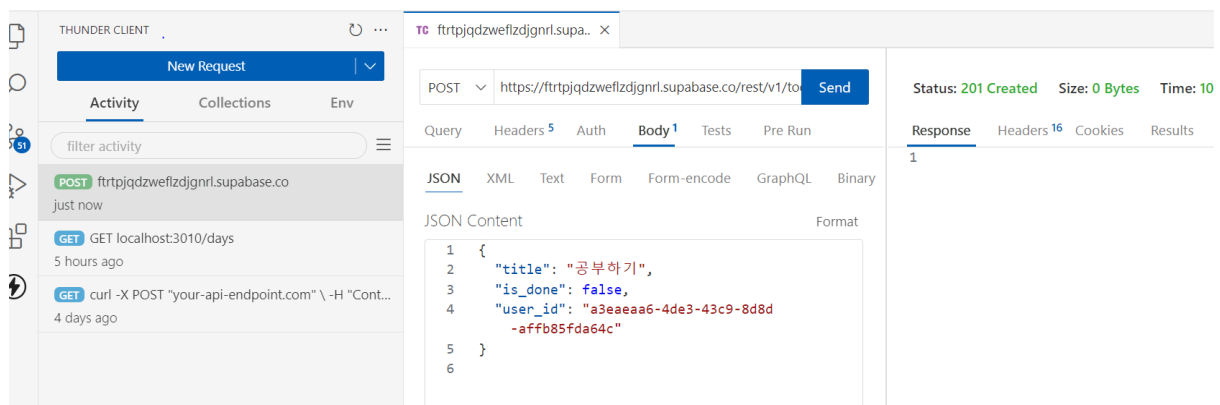 THUNDER CLIENT
New Request
Activity Collections Env
filter activity
POST ftrtpjqdzweflzdjgnrl.supabase.co
just now
GET GET localhost:3010/days
5 hours ago
GET curl -X POST "your-api-endpoint.com" \ -H "Cont...
4 days ago
51
TC ftrtpjqdzweflzdjgnrl.supa.. ×
POST https://ftrtpjqdzweflzdjgnrl.supabase.co/rest/v1/to Send
Query Headers 5 Auth Body 1 Tests Pre Run
JSON XML Text Form Form-encode GraphQL Binary
JSON Content Format
1 {
2 "title": "공부하기",
3 "is_done": false,
4 "user_id": "a3eaeaa6-4de3-43c9-8d8d
-affb85fda64c"
5 }
6
Status: 201 Created Size: 0 Bytes Time: 10
Response Headers 16 Cookies Results
1